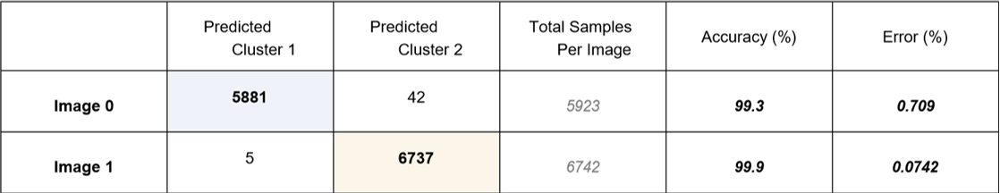 Predicted Cluster 1 Predicted Cluster 2 Total Samples Per Image Accuracy (%) Error (%)
Image 0 5881 42 5923 99.3 0.709
Image 1 5 6737 6742 99.9 0.0742